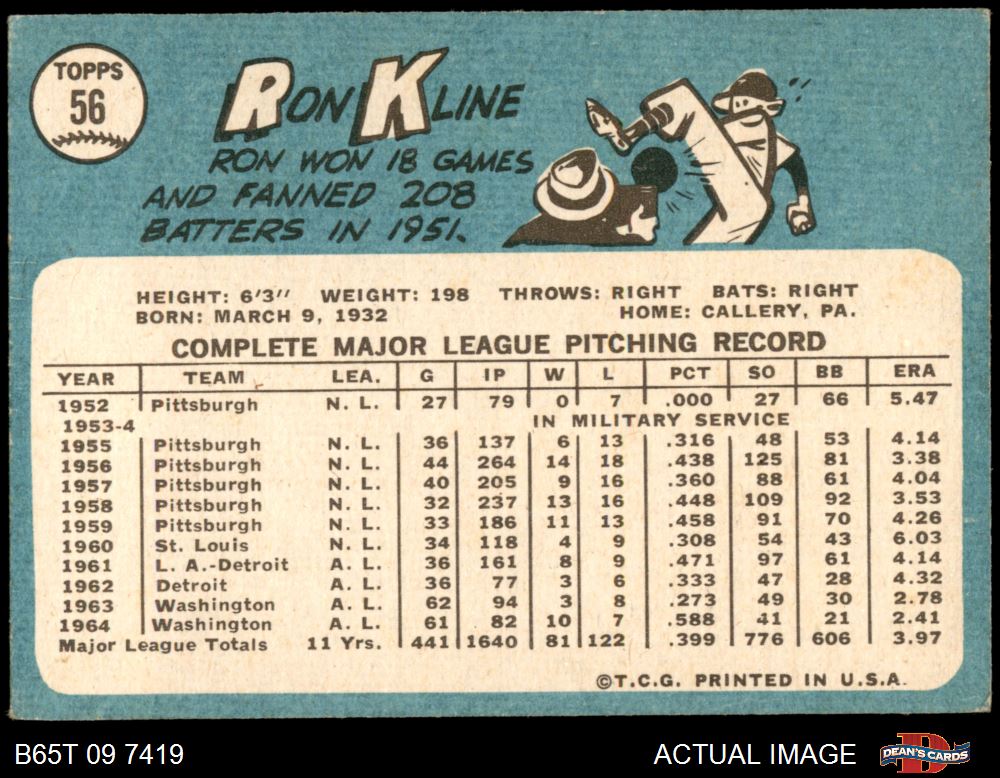 TOPPS
56
RON KLINE
RON WON 18 GAMES
AND FANNED 208
BATTERS IN 1951.
HEIGHT: 6'3" WEIGHT: 198 THROWS: RIGHT BATS: RIGHT
BORN: MARCH 9, 1932 HOME: CALLERY, PA.
COMPLETE MAJOR LEAGUE PITCHING RECORD
YEAR TEAM LEA. G IP W L PCT SO BB ERA
1952 Pittsburgh N. L. 27 79 0 7 .000 27 66 5.47
1953-4 IN MILITARY SERVICE
1955 Pittsburgh N. L. 36 137 6 13 .316 48 53 4.14
1956 Pittsburgh N. L. 44 264 14 18 .438 125 81 3.38
1957 Pittsburgh N. L. 40 205 9 16 .360 88 61 4.04
1958 Pittsburgh N. L. 32 237 13 16 .448 109 92 3.53
1959 Pittsburgh N. L. 33 186 11 13 .458 91 70 4.26
1960 St. Louis N. L. 34 118 4 9 .308 54 43 6.03
1961 L. A.-Detroit A. L. 36 161 8 9 .471 97 61 4.14
1962 Detroit A. L. 36 77 3 6 .333 47 28 4.32
1963 Washington A. L. 62 94 3 8 .273 49 30 2.78
1964 Washington A. L. 61 82 10 7 .588 41 21 2.41
Major League Totals 11 Yrs. 441 1640 81 122 .399 776 606 3.97
©T.C.G. PRINTED IN U.S.A.
B65T 09 7419 ACTUAL IMAGE
DEAN'S CARDS